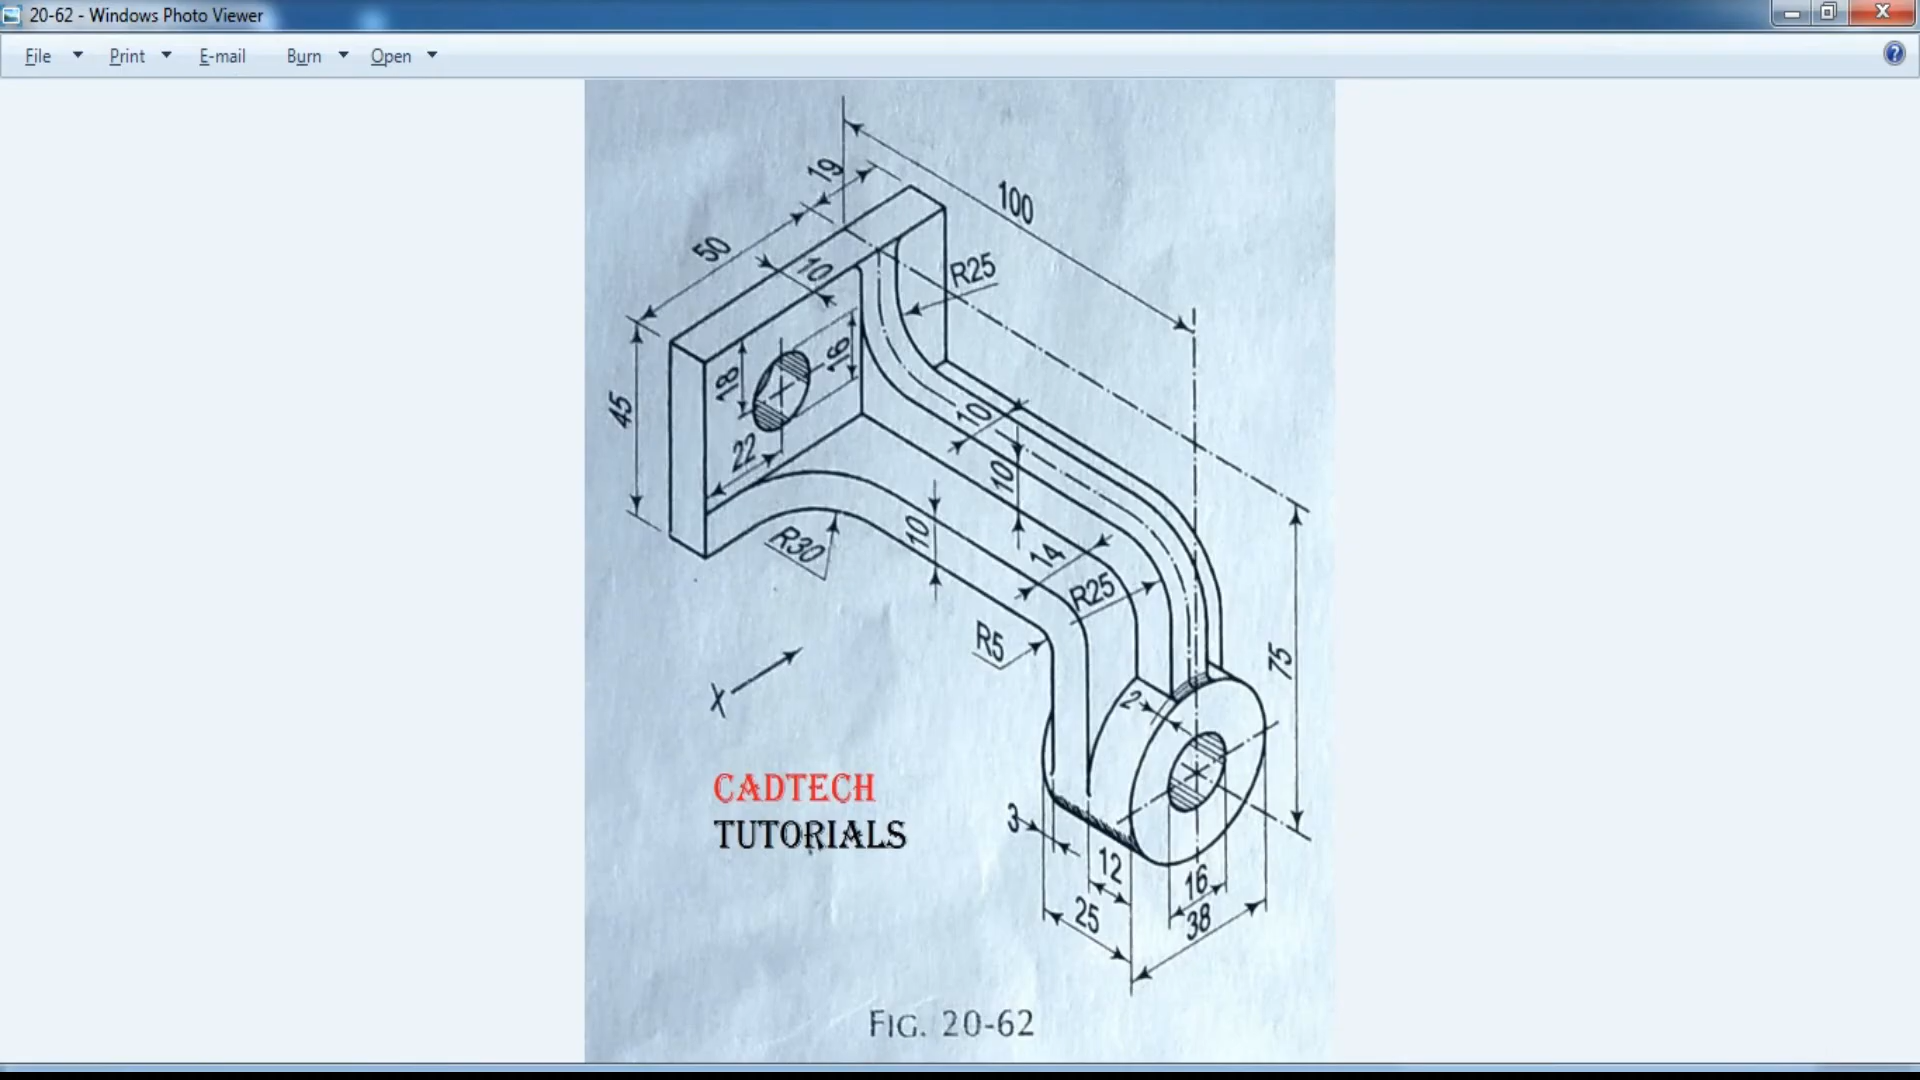 20-62 - Windows Photo Viewer
File Print E-mail Burn Open
19
100
50
10
R25
16
18
45
22
10
10
R30
10
14
R25
R5
75
X
2
CADTECH
TUTORIALS
3
12
16
25
38
FIG. 20-62